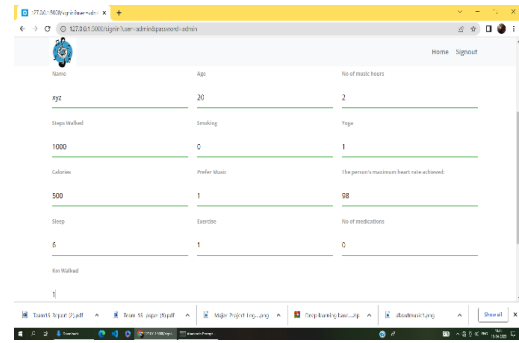 127.0.0.1:5000/signin?user=admin&password=admin
Home Signout
Name Age No of music hours
xyz 20 2
Steps Walked Smoking Yoga
1000 0 1
Calories Prefer Music The person's maximum heart rate achieved:
500 1 98
Sleep Exercise No of medications
6 1 0
Km Walked
1
Show all